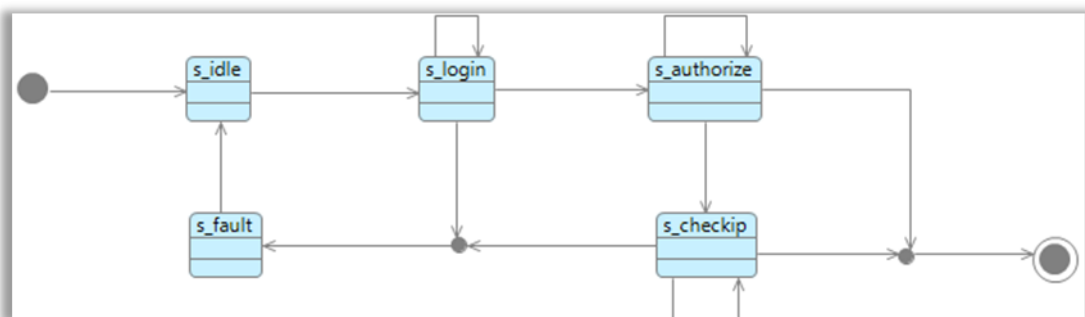 s_idle
s_login
s_authorize
s_fault
s_checkip